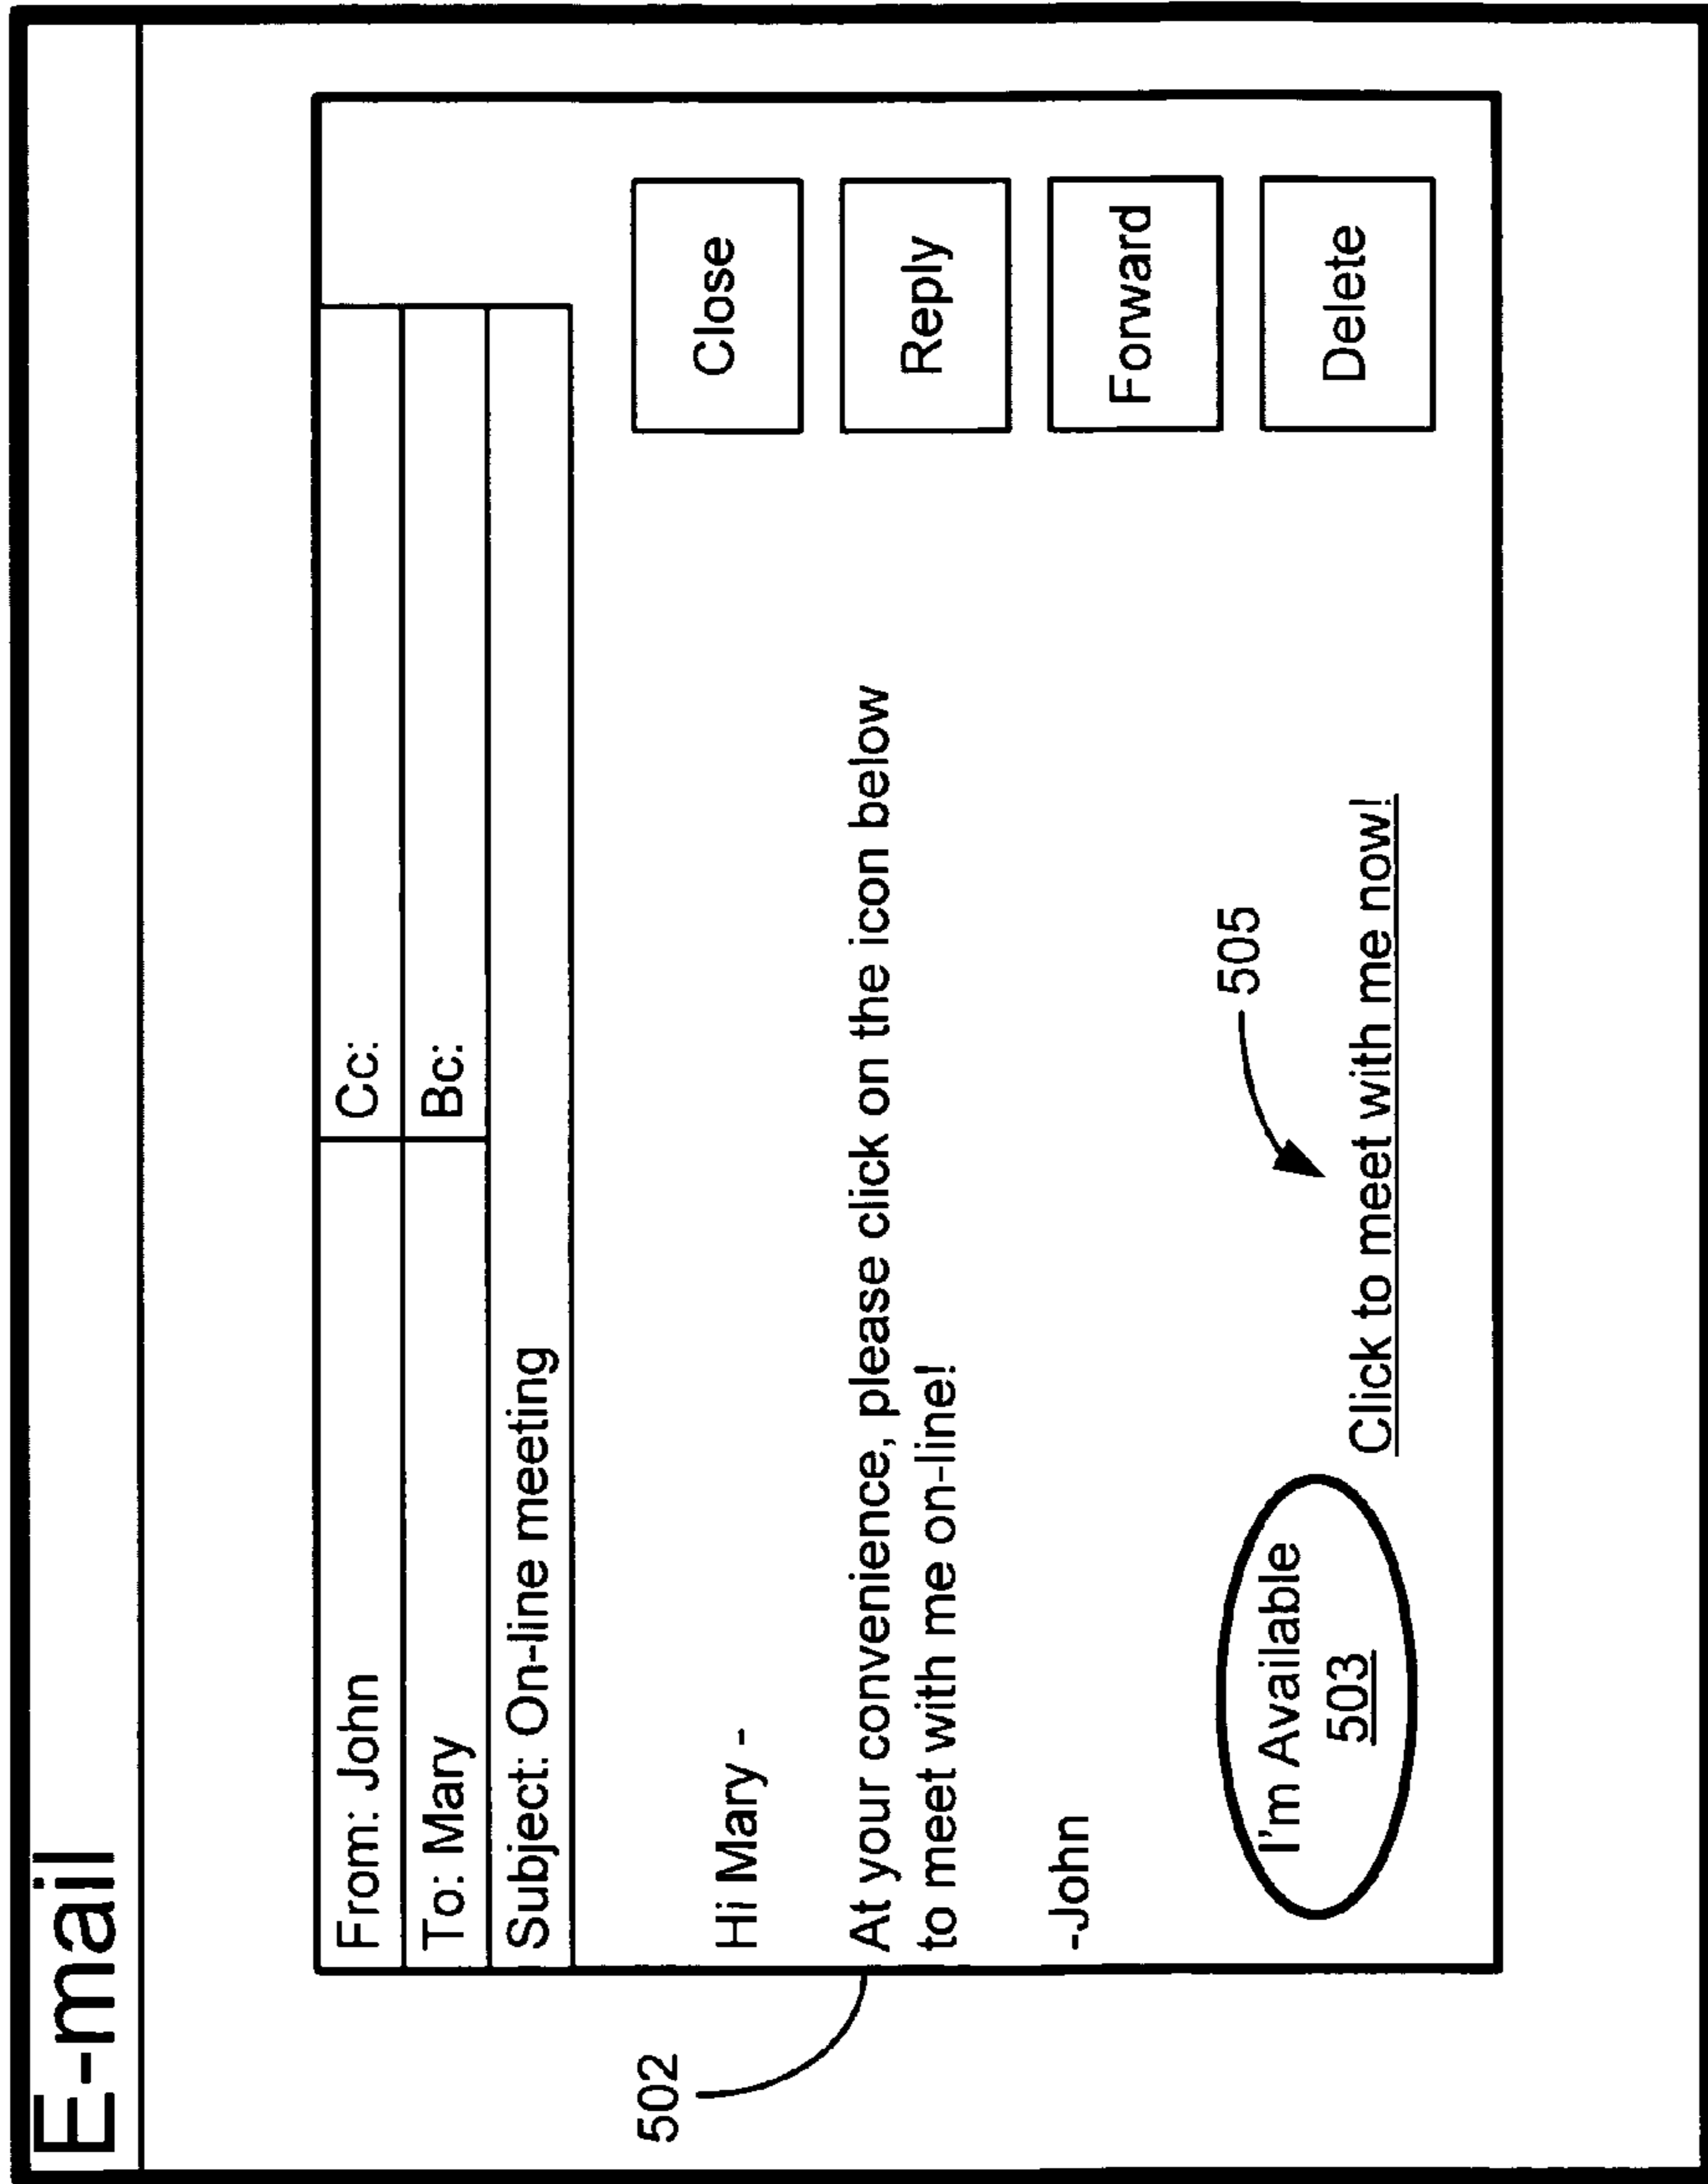 E-mail
From: John
Cc:
To: Mary
Bc:
Subject: On-line meeting
502
Hi Mary -
At your convenience, please click on the icon below
to meet with me on-line!
-John
I'm Available
503
505
Click to meet with me now!
Close
Reply
Forward
Delete